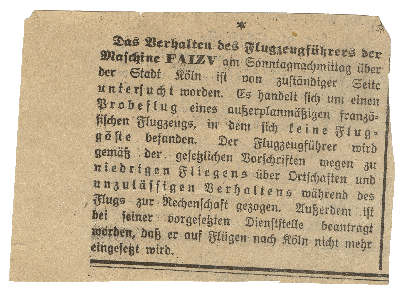 *
Das Verhalten des Flugzeugführers der
Maschine FAIZV am Sonntagnachmittag über
der Stadt Köln ist von zuständiger Seite
untersucht worden. Es handelt sich um einen
Probeflug eines außerplanmäßigen franzö-
sischen Flugzeugs, in dem sich keine Flug-
gäste befanden. Der Flugzeugführer wird
gemäß der gesetzlichen Vorschriften wegen zu
niedrigen Fliegens über Ortschaften und
unzulässigen Verhaltens während des
Flugs zur Rechenschaft gezogen. Außerdem ist
bei seiner vorgesetzten Dienststelle beantragt
worden, daß er auf Flügen nach Köln nicht mehr
eingesetzt wird.